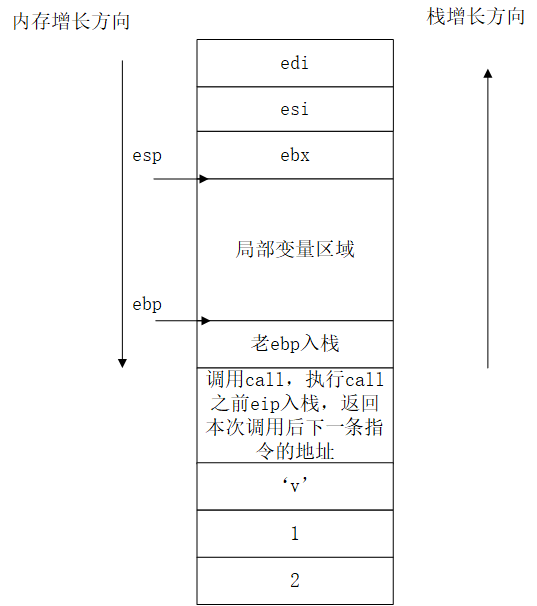 内存增长方向
栈增长方向
edi
esi
esp
ebx
局部变量区域
ebp
老ebp入栈
调用call，执行call
之前eip入栈，返回
本次调用后下一条指
令的地址
‘v’
1
2